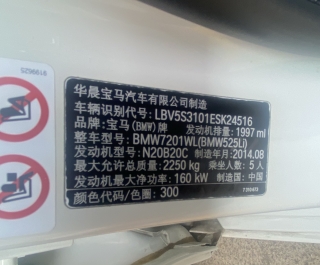 华晨宝马汽车有限公司制造
车辆识别代号: LBV5S3101ESK24516
品牌: 宝马(BMW)牌 发动机排量: 1997 ml
整车型号: BMW7201WL(BMW525Li)
发动机型号: N20B20C 制造年月: 2014.08
最大允许总质量: 2250 kg 乘坐人数: 5 人
发动机最大净功率: 160 kW 制造国: 中国
颜色代码/色圈: 300